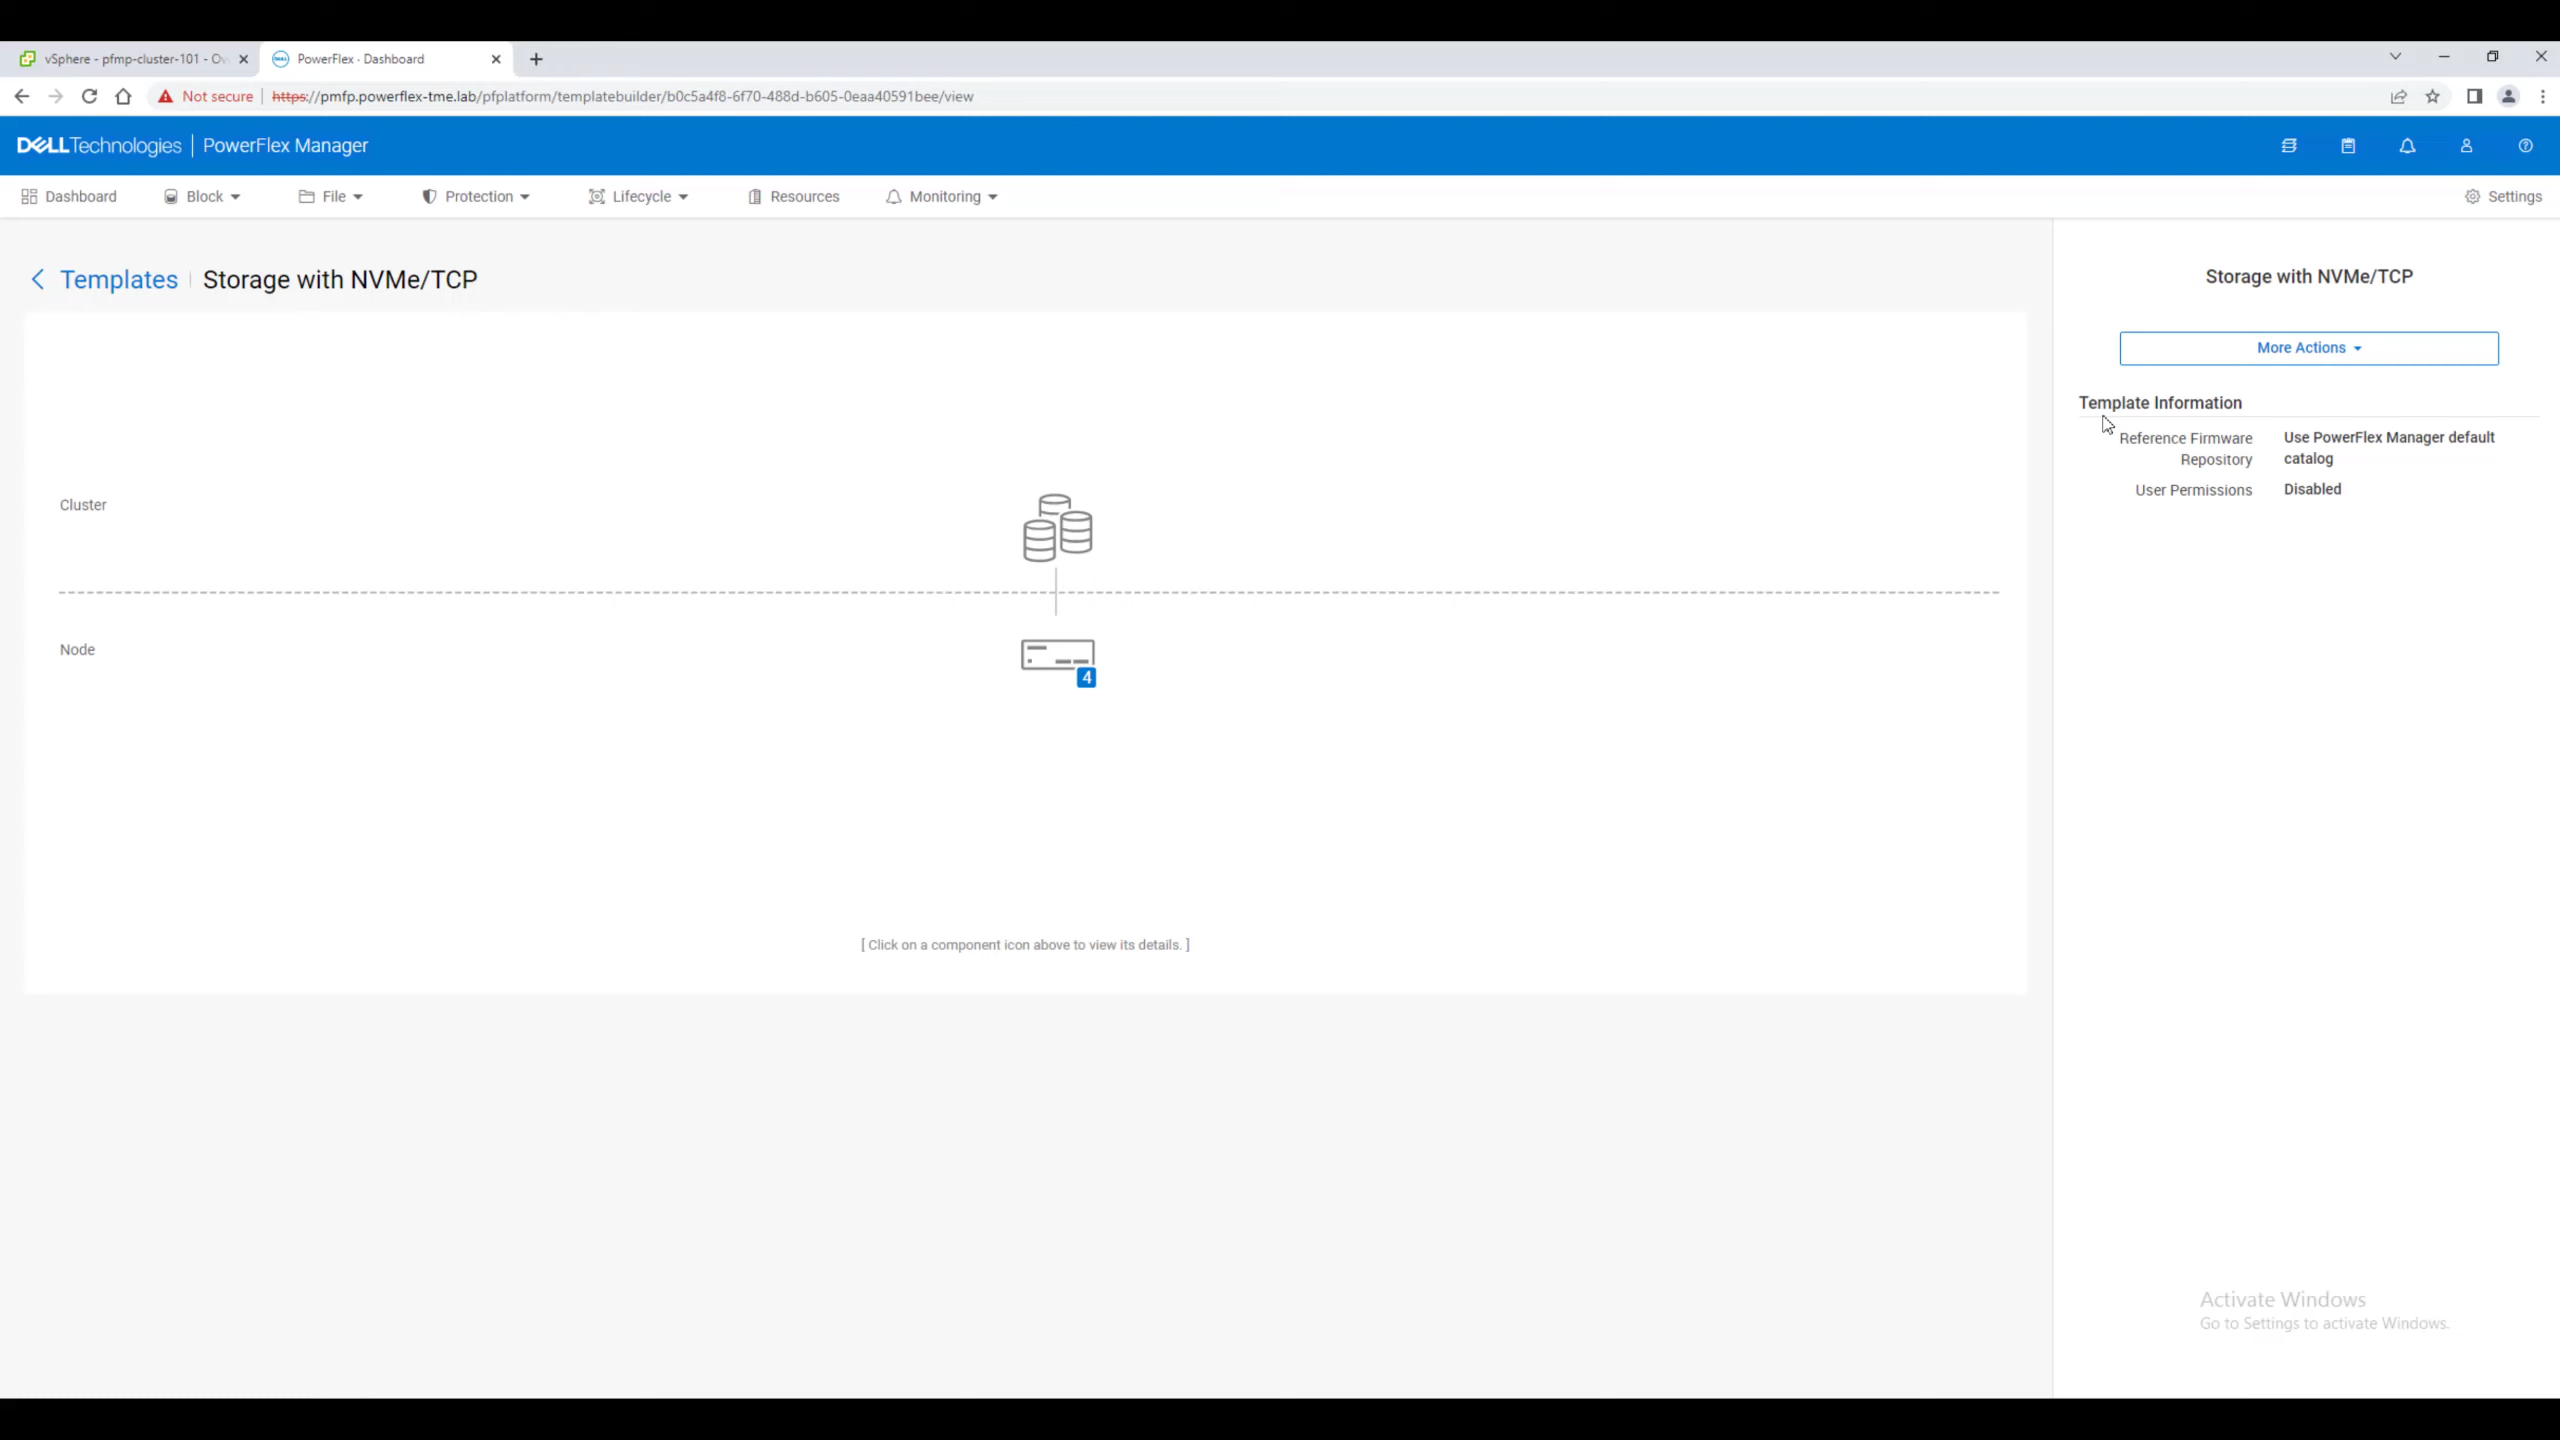 vSphere - pfmp-cluster-101 - Ov
PowerFlex - Dashboard
Not secure
https://pmfp.powerflex-tme.lab/pfplatform/templatebuilder/b0c5a4f8-6f70-488d-b605-0eaa40591bee/view
DELLTechnologies | PowerFlex Manager
Dashboard
Block
File
Protection
Lifecycle
Resources
Monitoring
Settings
Templates | Storage with NVMe/TCP
Cluster
Node
4
[ Click on a component icon above to view its details. ]
Storage with NVMe/TCP
More Actions
Template Information
Reference Firmware Repository
Use PowerFlex Manager default catalog
User Permissions
Disabled
Activate Windows
Go to Settings to activate Windows.